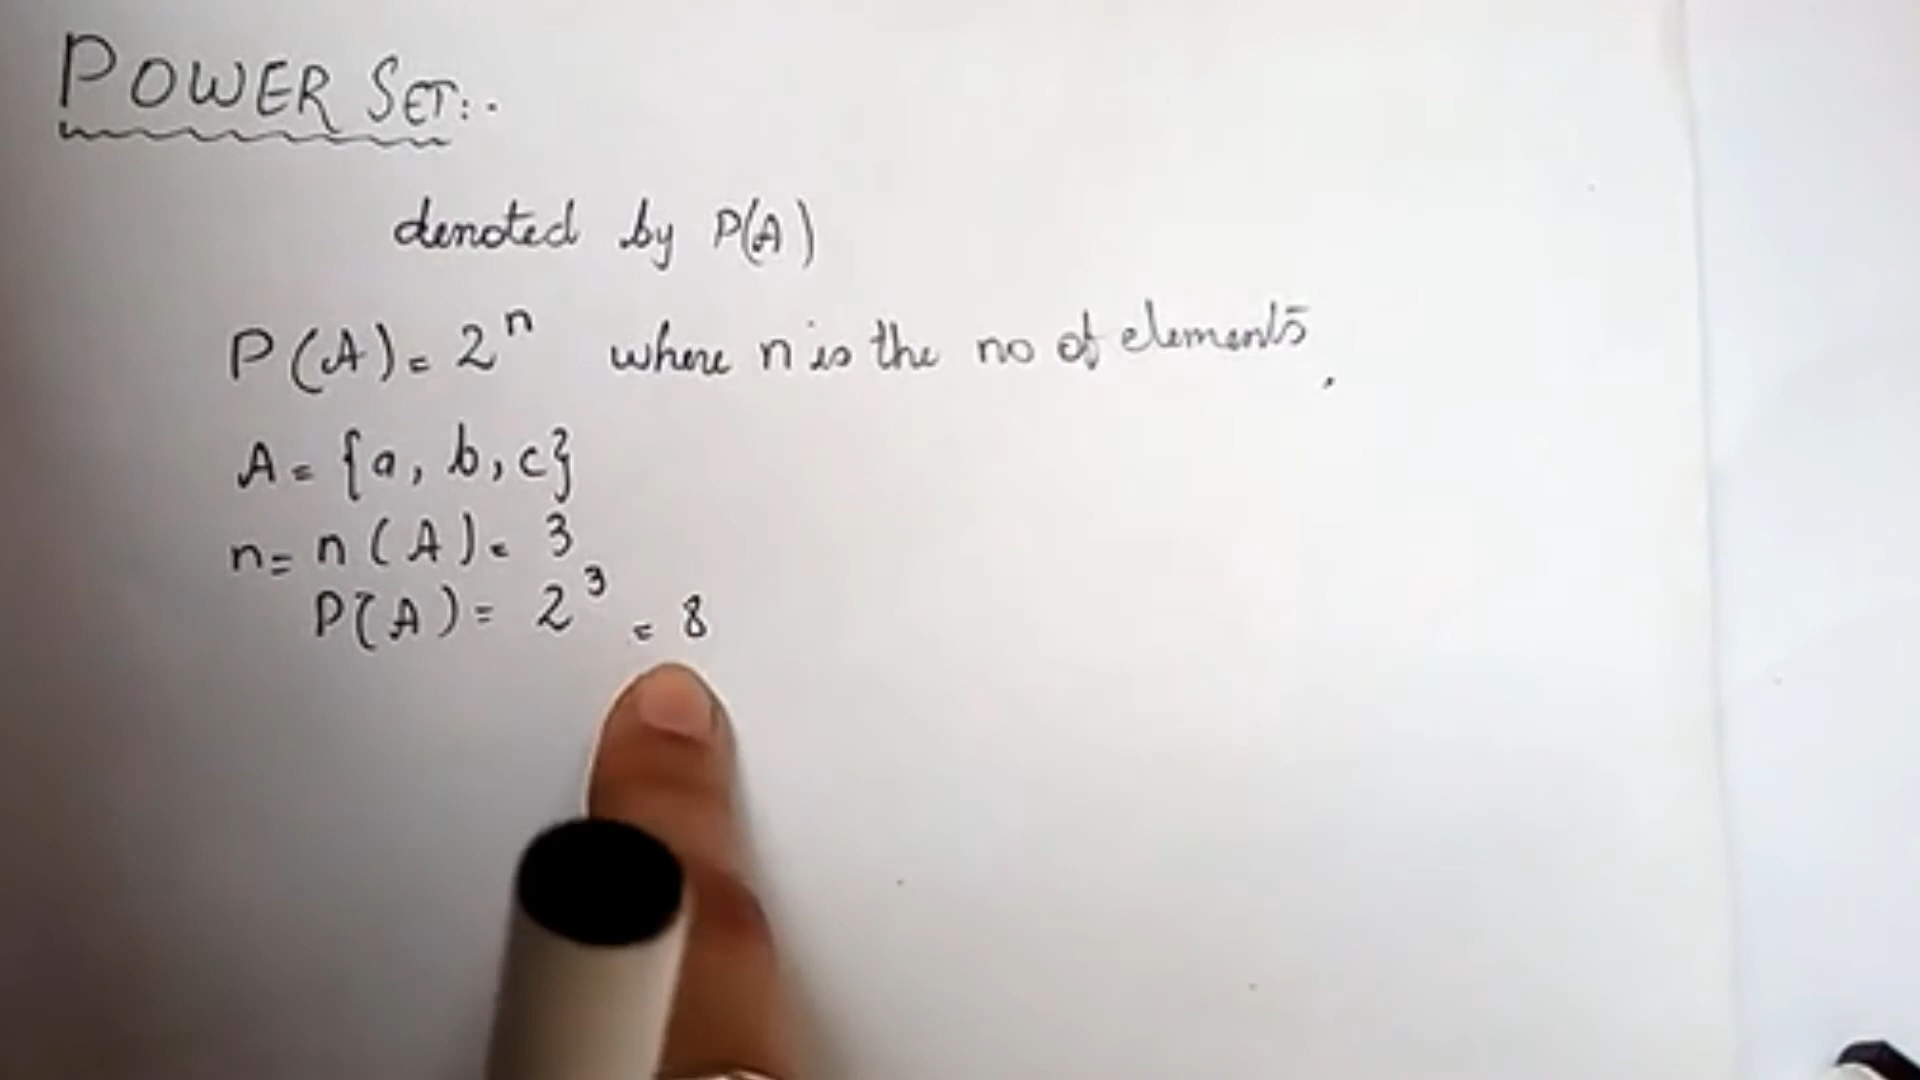 POWER SET:-
denoted by P(A)
P(A) = 2ⁿ where n is the no of elements.
A = {a, b, c}
n = n(A) = 3
P(A) = 2³ = 8